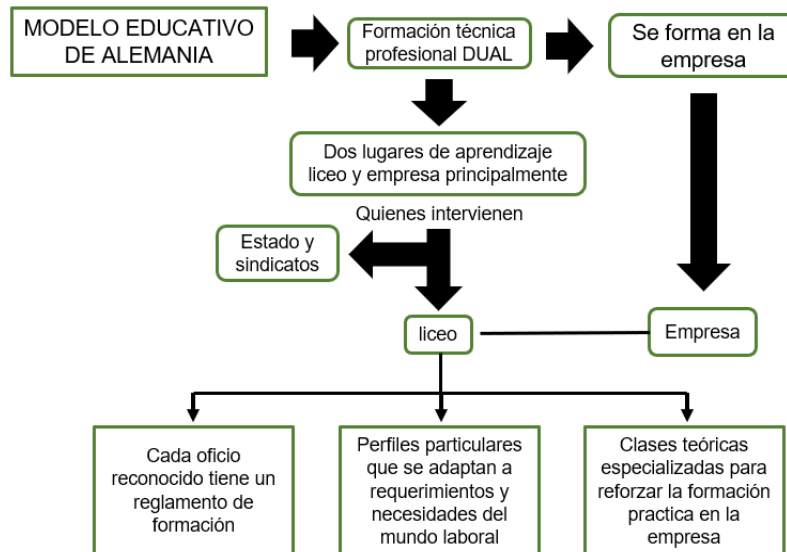 MODELO EDUCATIVO
DE ALEMANIA
Formación técnica
profesional DUAL
Se forma en la
empresa
Dos lugares de aprendizaje
liceo y empresa principalmente
Quienes intervienen
Estado y
sindicatos
liceo
Empresa
Cada oficio
reconocido tiene un
reglamento de
formación
Perfiles particulares
que se adaptan a
requerimientos y
necesidades del
mundo laboral
Clases teóricas
especializadas para
reforzar la formación
practica en la
empresa